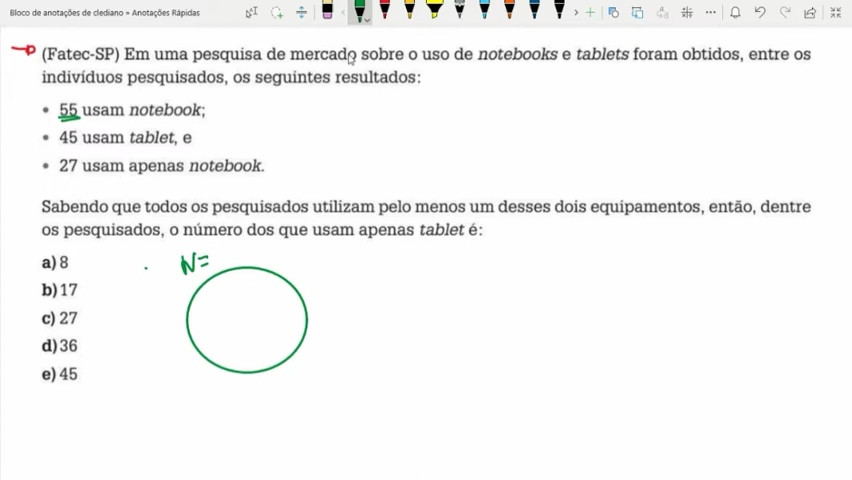 Bloco de anotações de clediano » Anotações Rápidas
(Fatec-SP) Em uma pesquisa de mercado sobre o uso de notebooks e tablets foram obtidos, entre os
indivíduos pesquisados, os seguintes resultados:
• 55 usam notebook;
• 45 usam tablet, e
• 27 usam apenas notebook.
Sabendo que todos os pesquisados utilizam pelo menos um desses dois equipamentos, então, dentre
os pesquisados, o número dos que usam apenas tablet é:
a) 8
N=
b) 17
c) 27
d) 36
e) 45